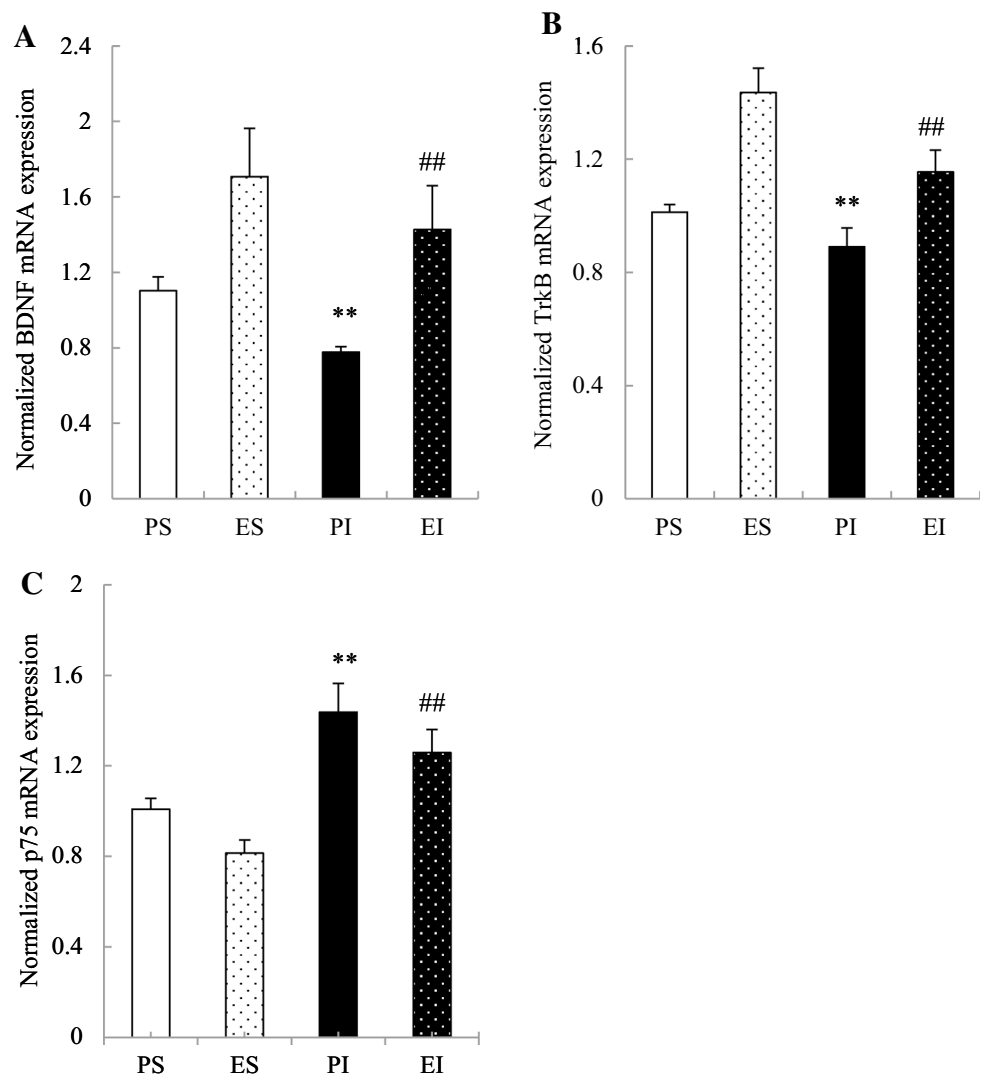 A
Normalized BDNF mRNA expression
2.4
2
1.6
1.2
0.8
0.4
0
**
##
PS ES PI EI
B
Normalized TrkB mRNA expression
1.6
1.2
0.8
0.4
0
**
##
PS ES PI EI
C
Normalized p75 mRNA expression
2
1.6
1.2
0.8
0.4
0
**
##
PS ES PI EI